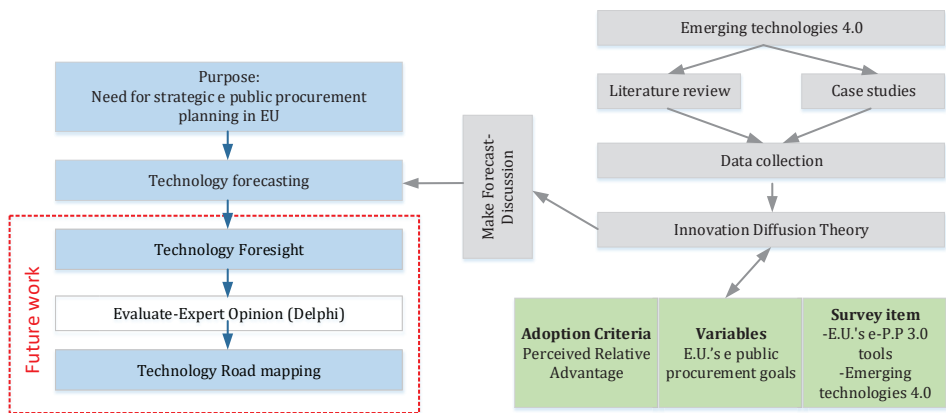 Purpose:
Need for strategic e public procurement
planning in EU
Technology forecasting
Future work
Technology Foresight
Evaluate-Expert Opinion (Delphi)
Technology Road mapping
Make Forecast-
Discussion
Emerging technologies 4.0
Literature review
Case studies
Data collection
Innovation Diffusion Theory
Adoption Criteria
Perceived Relative
Advantage
Variables
E.U.'s e public
procurement goals
Survey item
-E.U.'s e-P.P 3.0
tools
-Emerging
technologies 4.0